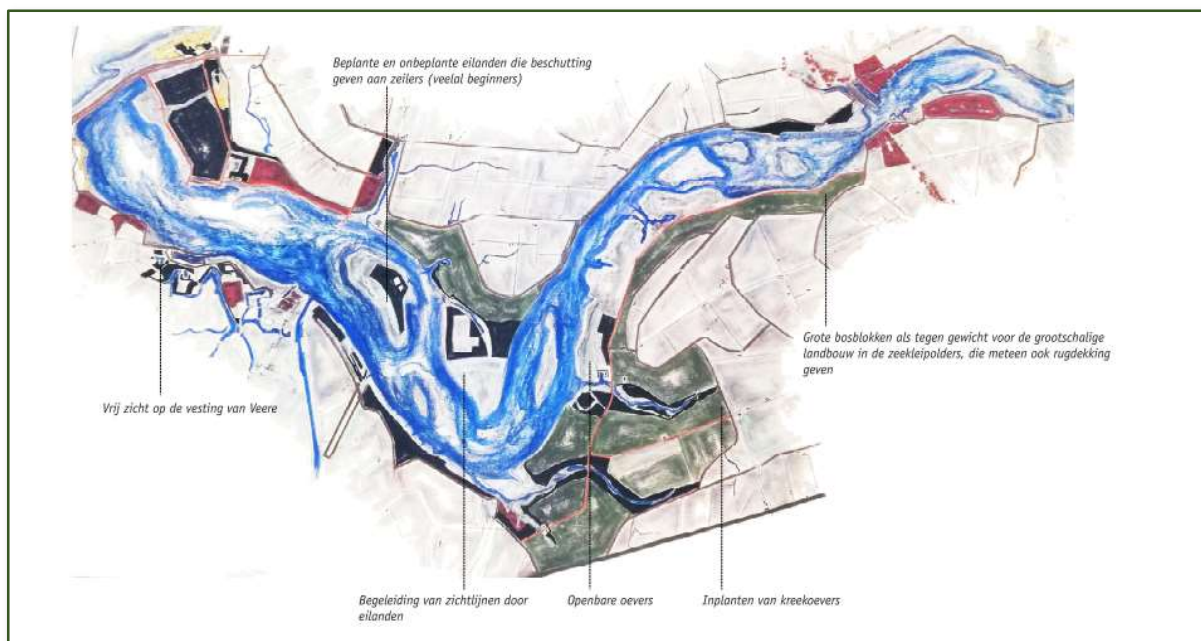 Beplante en onbeplante eilanden die beschutting
geven aan zeilers (veelal beginners)
Grote bosblokken als tegen gewicht voor de grootschalige
landbouw in de zeekleipolders, die meteen ook rugdekking
geven
Vrij zicht op de vesting van Veere
Begeleiding van zichtlijnen door
eilanden
Openbare oevers
Inplanten van kreekoevers